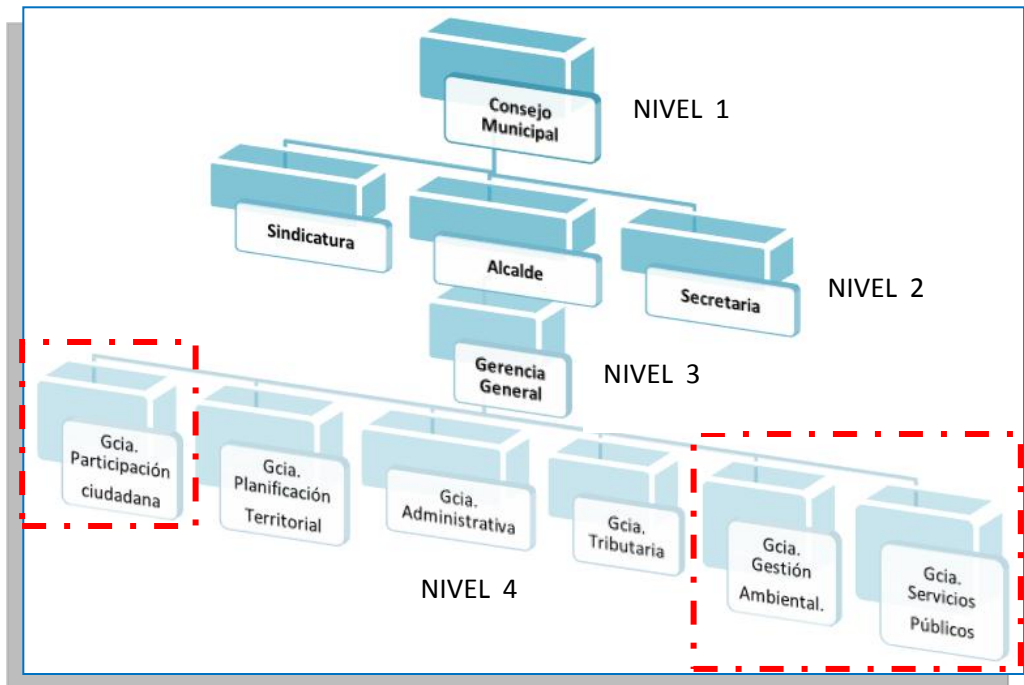 Consejo
Municipal
NIVEL 1
Sindicatura
Alcalde
Secretaria
NIVEL 2
Gerencia
General
NIVEL 3
Gcia.
Participación
ciudadana
Gcia.
Planificación
Territorial
Gcia.
Administrativa
Gcia.
Tributaria
Gcia.
Gestión
Ambiental.
Gcia.
Servicios
Públicos
NIVEL 4